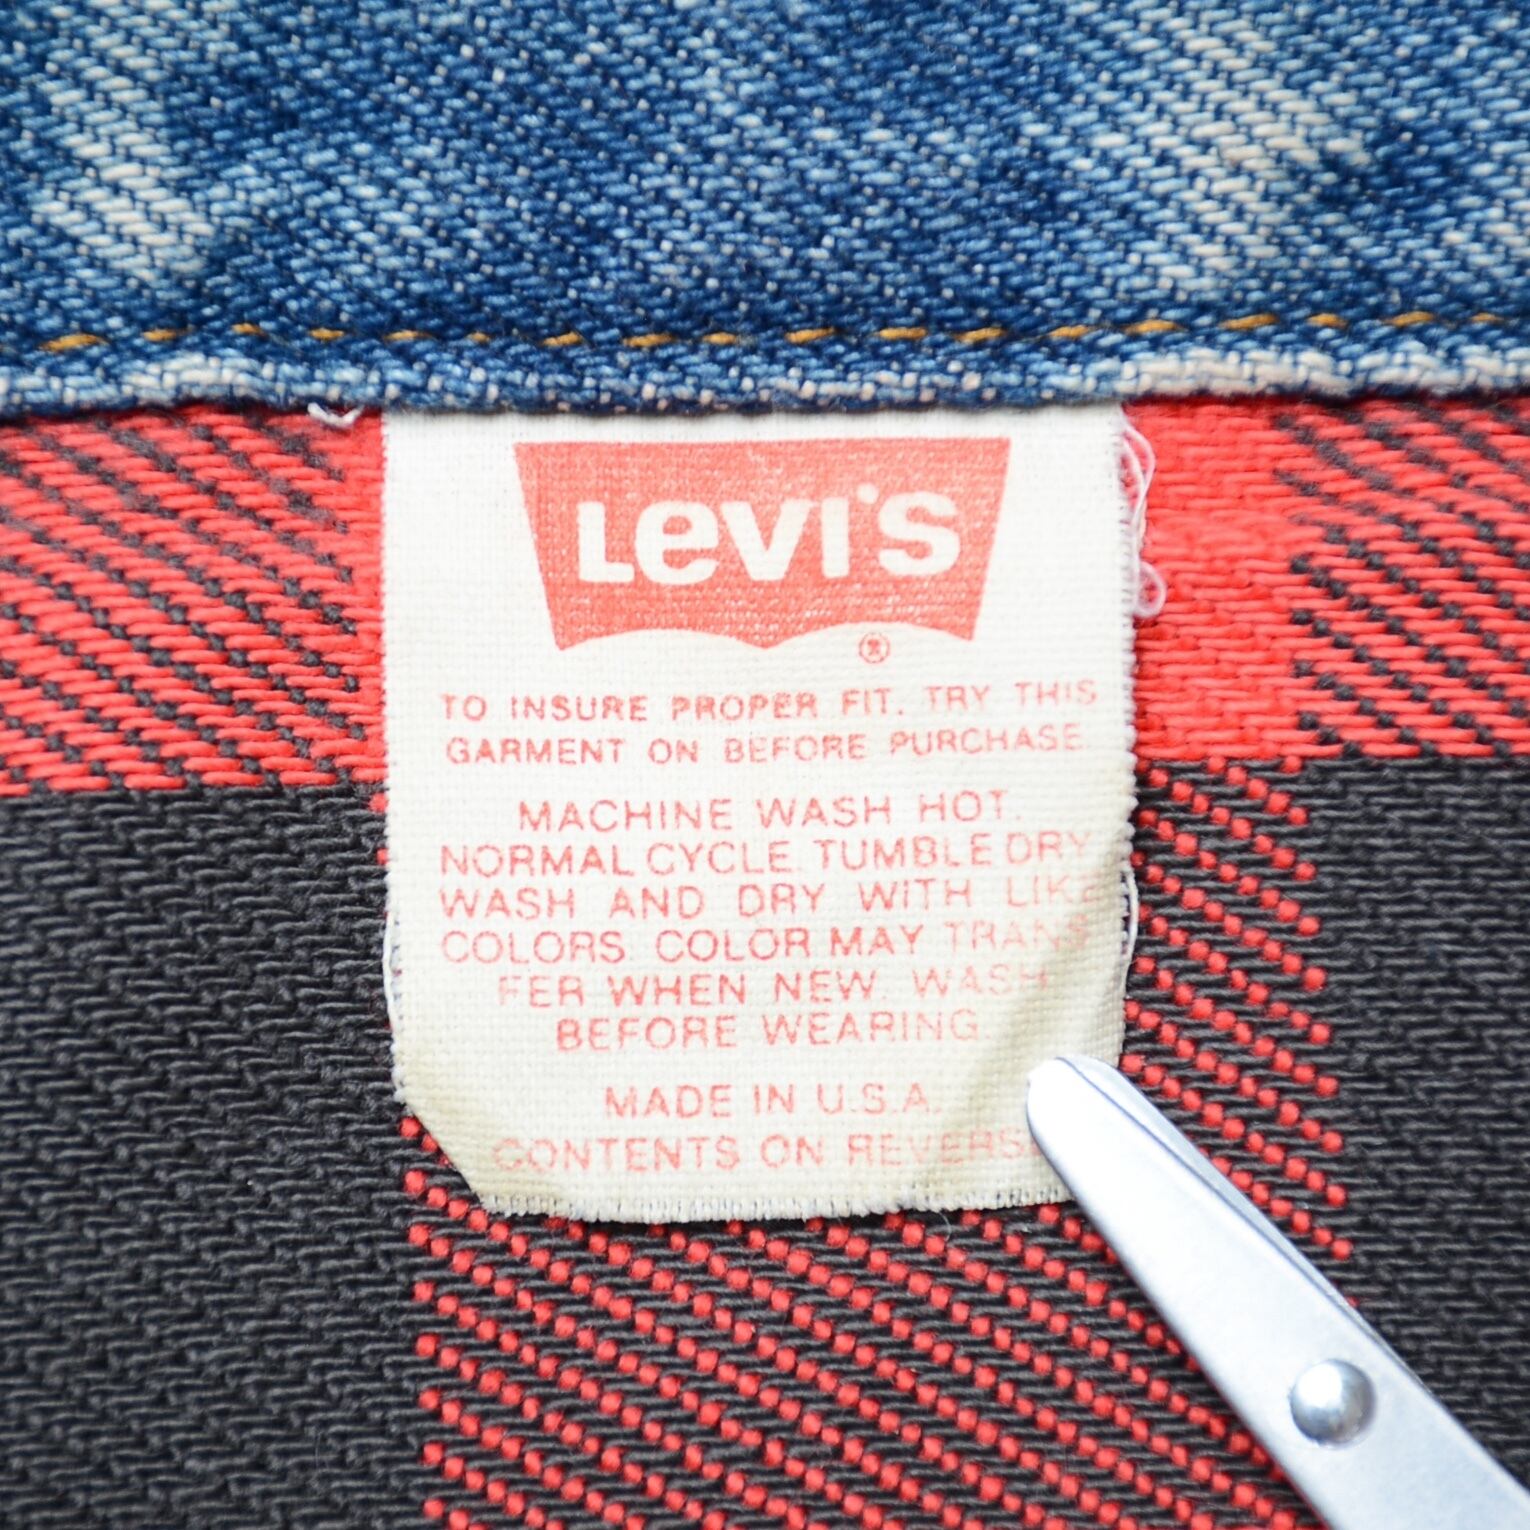 Levi's
®
TO INSURE PROPER FIT. TRY THIS
GARMENT ON BEFORE PURCHASE.
MACHINE WASH HOT.
NORMAL CYCLE. TUMBLE DRY
WASH AND DRY WITH LIKE
COLORS. COLOR MAY TRANS
FER WHEN NEW. WASH
BEFORE WEARING.
MADE IN U.S.A.
CONTENTS ON REVERSE